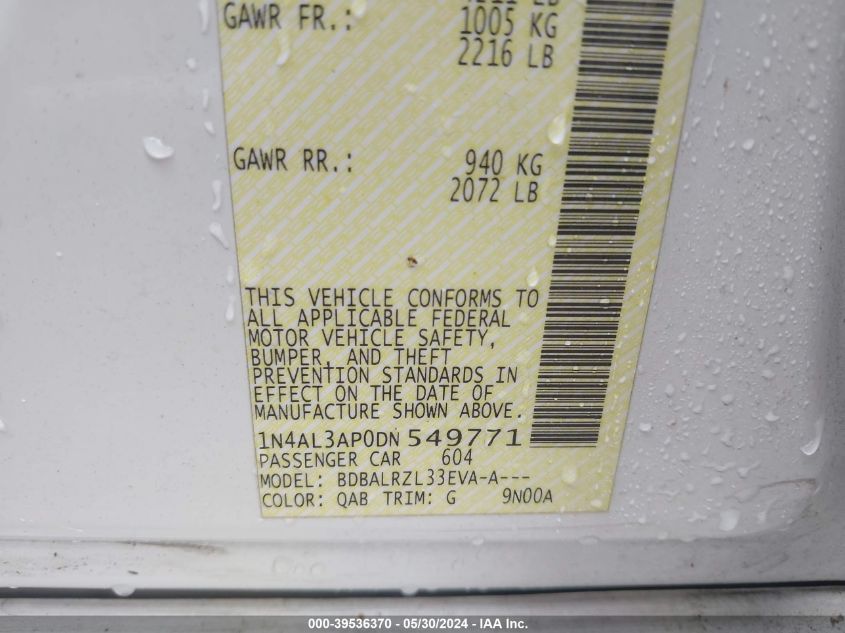 GAWR FR.: 1005 KG
2216 LB
GAWR RR.: 940 KG
2072 LB
THIS VEHICLE CONFORMS TO
ALL APPLICABLE FEDERAL
MOTOR VEHICLE SAFETY,
BUMPER, AND THEFT
PREVENTION STANDARDS IN
EFFECT ON THE DATE OF
MANUFACTURE SHOWN ABOVE.
1N4AL3AP0DN 549771
PASSENGER CAR 604
MODEL: BDBALRZL33EVA-A---
COLOR: QAB TRIM: G 9N00A
000-39536370 — 05/30/2024 — IAA Inc.